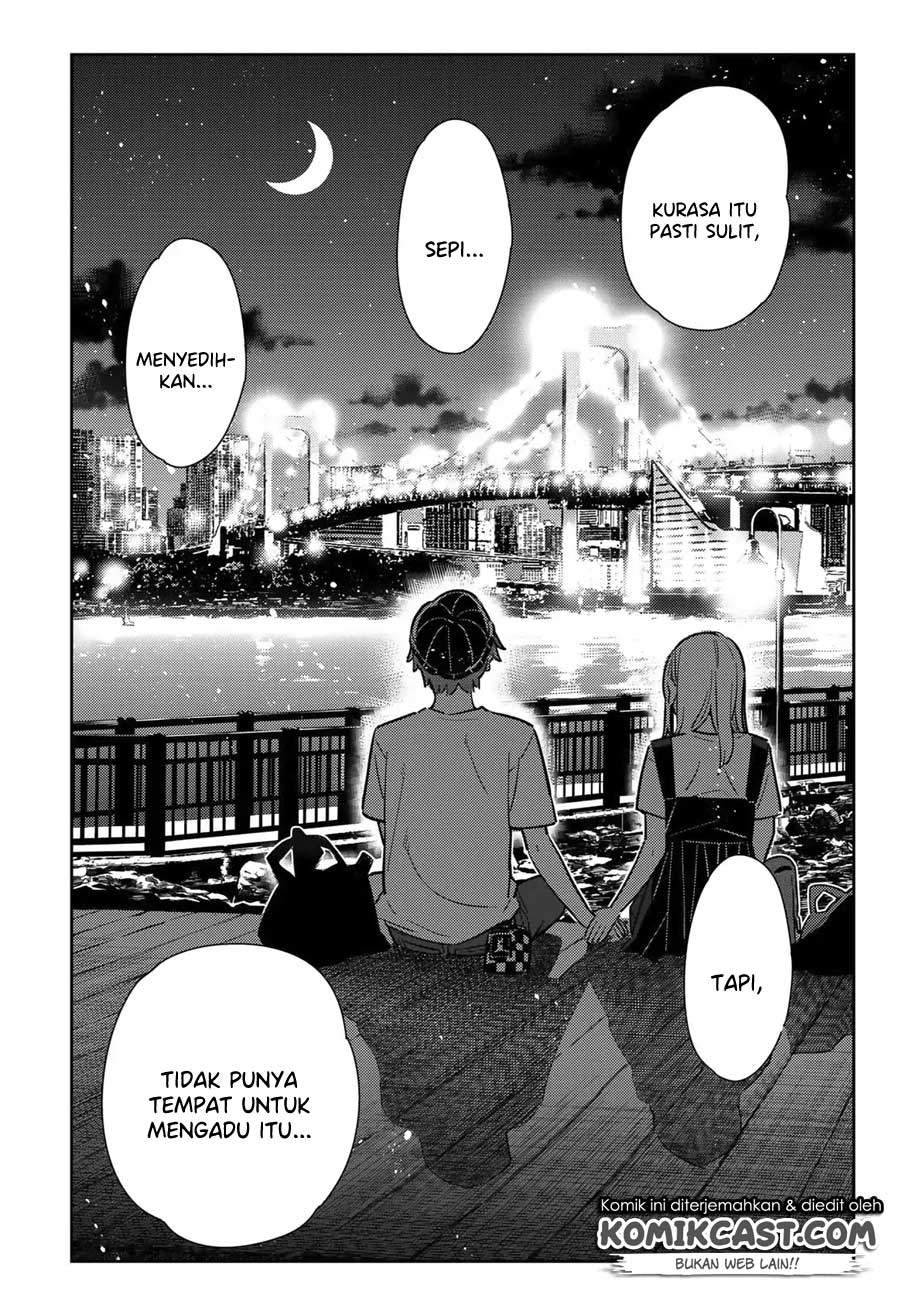 KURASA ITU
PASTI SULIT,
SEPI...
MENYEDIH-
KAN...
TAPI,
TIDAK PUNYA
TEMPAT UNTUK
MENGADU ITU...
Komik ini diterjemahkan & diedit oleh
KOMIKCAST.COM
BUKAN WEB LAIN!!